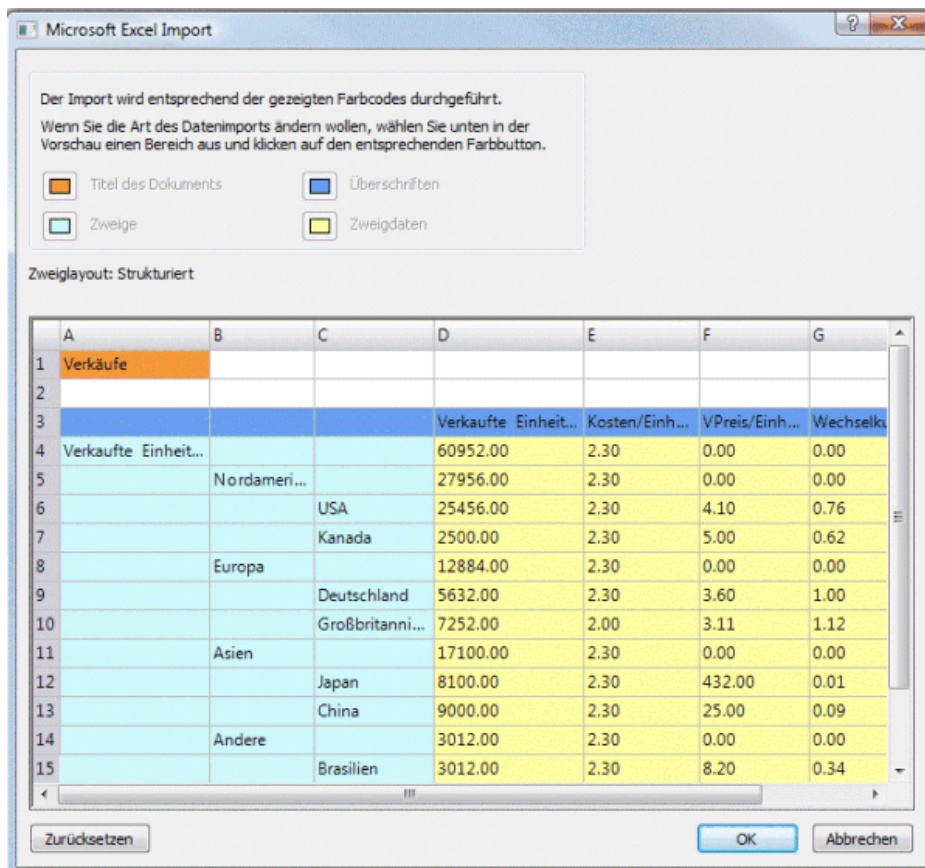 Microsoft Excel Import
Der Import wird entsprechend der gezeigten Farbcodes durchgeführt.
Wenn Sie die Art des Datenimports ändern wollen, wählen Sie unten in der
Vorschau einen Bereich aus und klicken auf den entsprechenden Farbbutton.
Titel des Dokuments Überschriften
Zweige Zweigdaten
Zweiglayout: Strukturiert
A B C D E F G
1 Verkäufe
2
3 Verkaufte Einheit... Kosten/Einh... VPreis/Einh... Wechselku
4 Verkaufte Einheit... 60952.00 2.30 0.00 0.00
5 Nordameri... 27956.00 2.30 0.00 0.00
6 USA 25456.00 2.30 4.10 0.76
7 Kanada 2500.00 2.30 5.00 0.62
8 Europa 12884.00 2.30 0.00 0.00
9 Deutschland 5632.00 2.30 3.60 1.00
10 Großbritanni... 7252.00 2.00 3.11 1.12
11 Asien 17100.00 2.30 0.00 0.00
12 Japan 8100.00 2.30 432.00 0.01
13 China 9000.00 2.30 25.00 0.09
14 Andere 3012.00 2.30 0.00 0.00
15 Brasilien 3012.00 2.30 8.20 0.34
Zurücksetzen OK Abbrechen